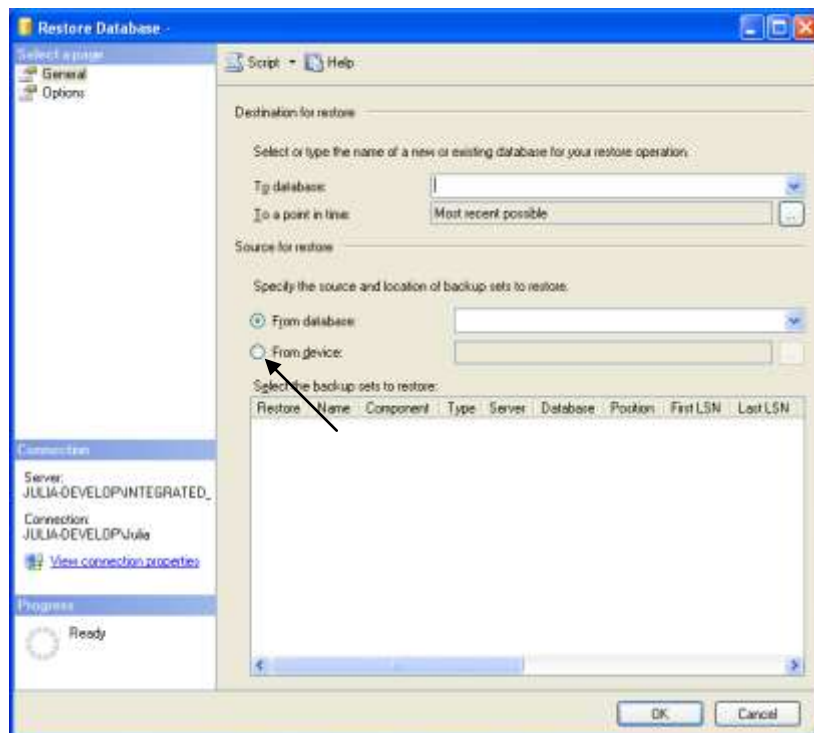 Restore Database -
Select a page
General
Options
Script Help
Destination for restore
Select or type the name of a new or existing database for your restore operation.
To database:
To a point in time: Most recent possible ...
Source for restore
Specify the source and location of backup sets to restore.
From database:
From device: ...
Select the backup sets to restore:
Restore Name Component Type Server Database Position First LSN Last LSN
Connection
Server:
JULIA-DEVELOP\INTEGRATED_
Connection:
JULIA-DEVELOP\Julia
View connection properties
Progress
Ready
OK Cancel